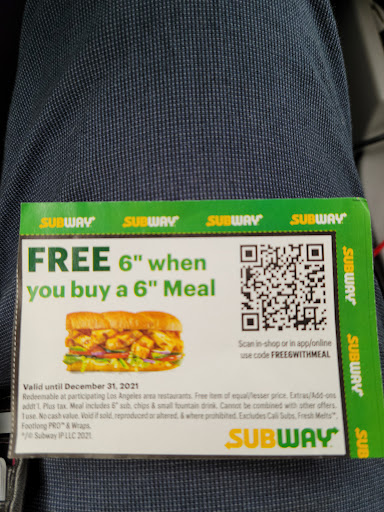 SUBWAY SUBWAY SUBWAY SUBWAY
FREE 6" when
you buy a 6" Meal
Scan in-shop or in app/online
use code FREE6WITHMEAL
Valid until December 31, 2021
Redeemable at participating Los Angeles area restaurants. Free item of equal/lesser price. Extras/Add-ons
addt'l. Plus tax. Meal includes 6" sub, chips & small fountain drink. Cannot be combined with other offers.
1 use. No cash value. Void if sold, reproduced or altered, & where prohibited. Excludes Cali Subs, Fresh Melts™,
Footlong PRO™ & Wraps.
®/© Subway IP LLC 2021.
SUBWAY
SUBWAY
SUBWAY
SUBWAY